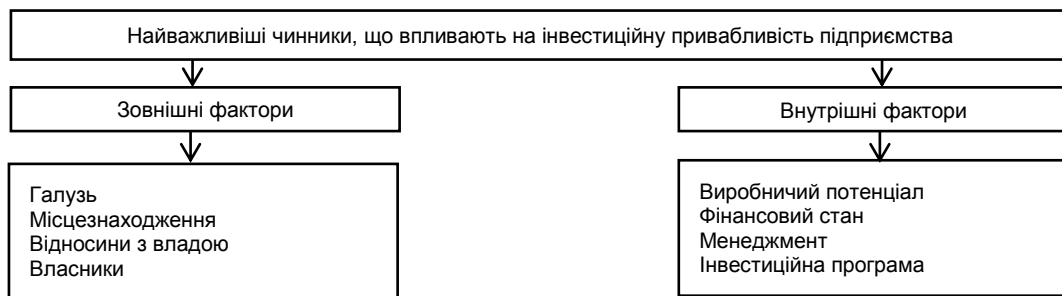 Найважливіші чинники, що впливають на інвестиційну привабливість підприємства
Зовнішні фактори
Внутрішні фактори
Галузь
Місцезнаходження
Відносини з владою
Власники
Виробничий потенціал
Фінансовий стан
Менеджмент
Інвестиційна програма